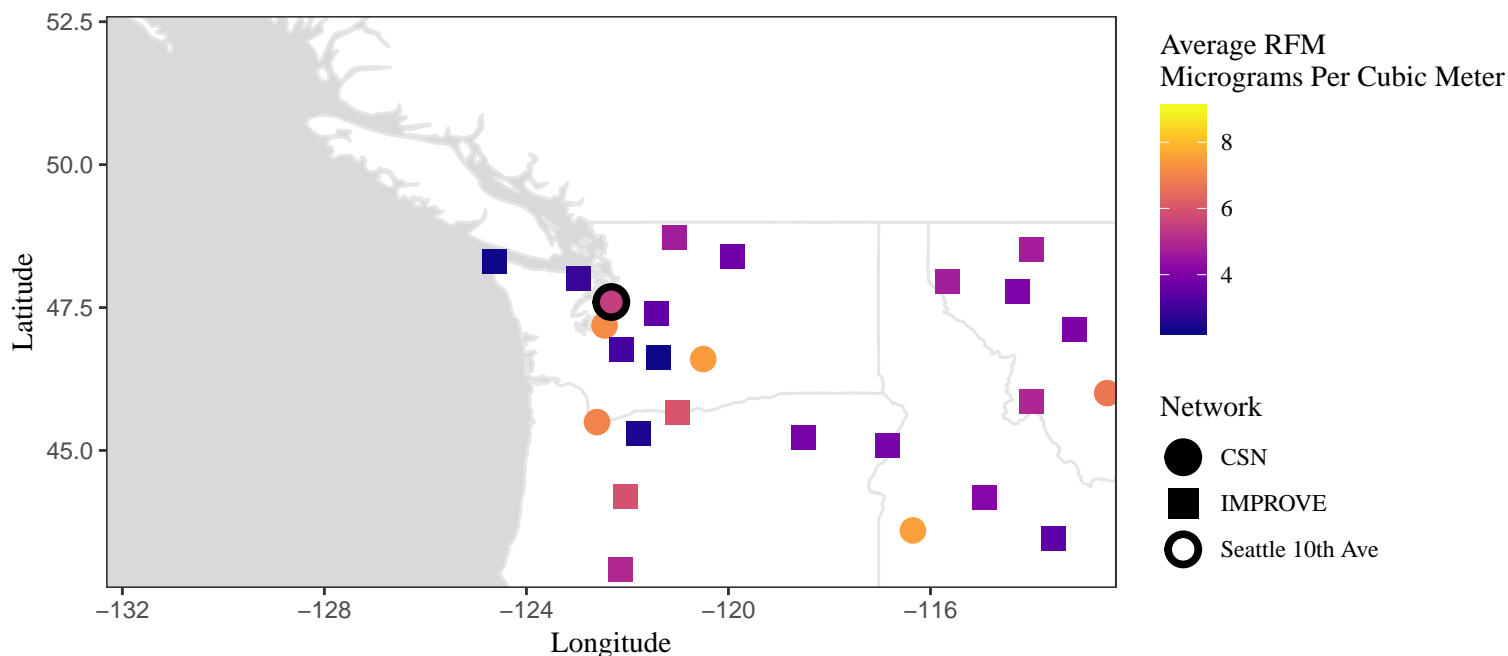 52.5
50.0
47.5
45.0
Latitude
−132
−128
−124
−120
−116
Longitude
Average RFM
Micrograms Per Cubic Meter
8
6
4
Network
CSN
IMPROVE
Seattle 10th Ave